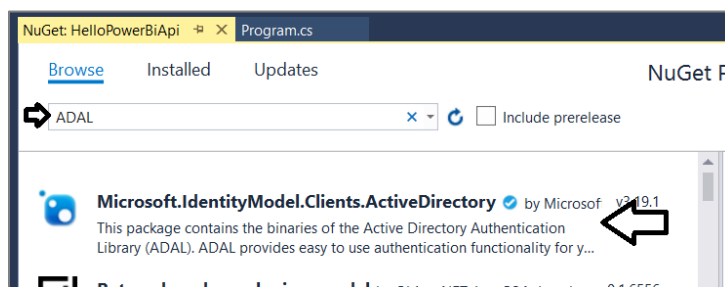 NuGet: HelloPowerBiApi Program.cs
Browse Installed Updates NuGet P
ADAL Include prerelease
Microsoft.IdentityModel.Clients.ActiveDirectory by Microsof v3.19.1
This package contains the binaries of the Active Directory Authentication
Library (ADAL). ADAL provides easy to use authentication functionality for y...